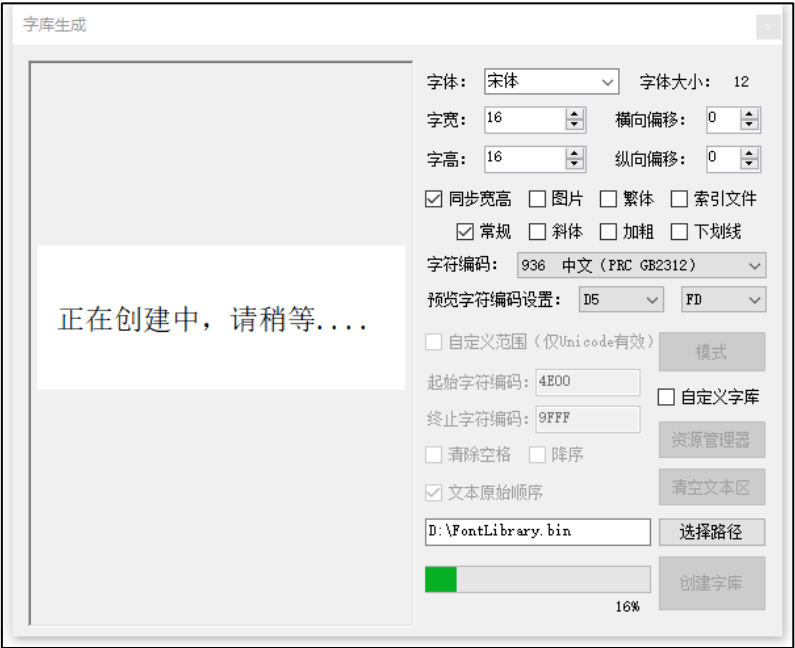 字库生成
x
正在创建中，请稍等....
字体： 宋体 字体大小： 12
字宽： 16 横向偏移： 0
字高： 16 纵向偏移： 0
同步宽高 图片 繁体 索引文件
常规 斜体 加粗 下划线
字符编码： 936 中文 (PRC GB2312)
预览字符编码设置： D5 FD
自定义范围（仅Unicode有效） 模式
起始字符编码： 4E00
自定义字库
终止字符编码： 9FFF
资源管理器
清除空格 降序
清空文本区
文本原始顺序
D:\FontLibrary.bin 选择路径
创建字库
16%